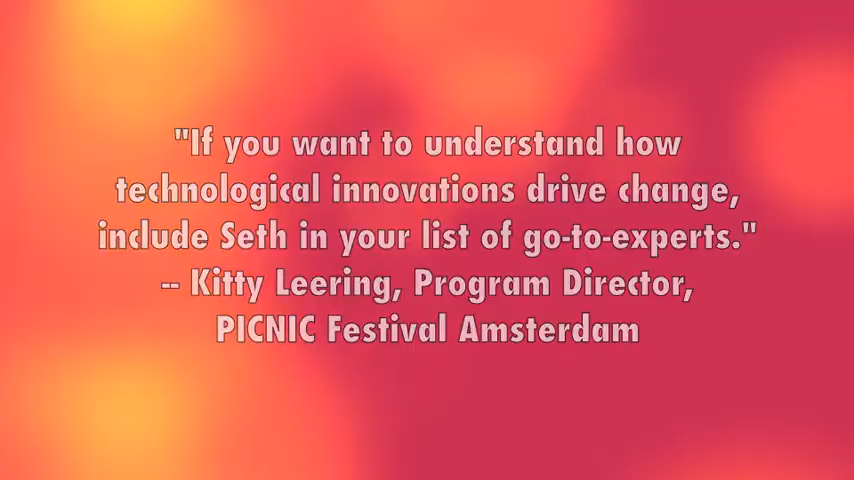 "If you want to understand how
technological innovations drive change,
include Seth in your list of go-to-experts."
-- Kitty Leering, Program Director,
PICNIC Festival Amsterdam